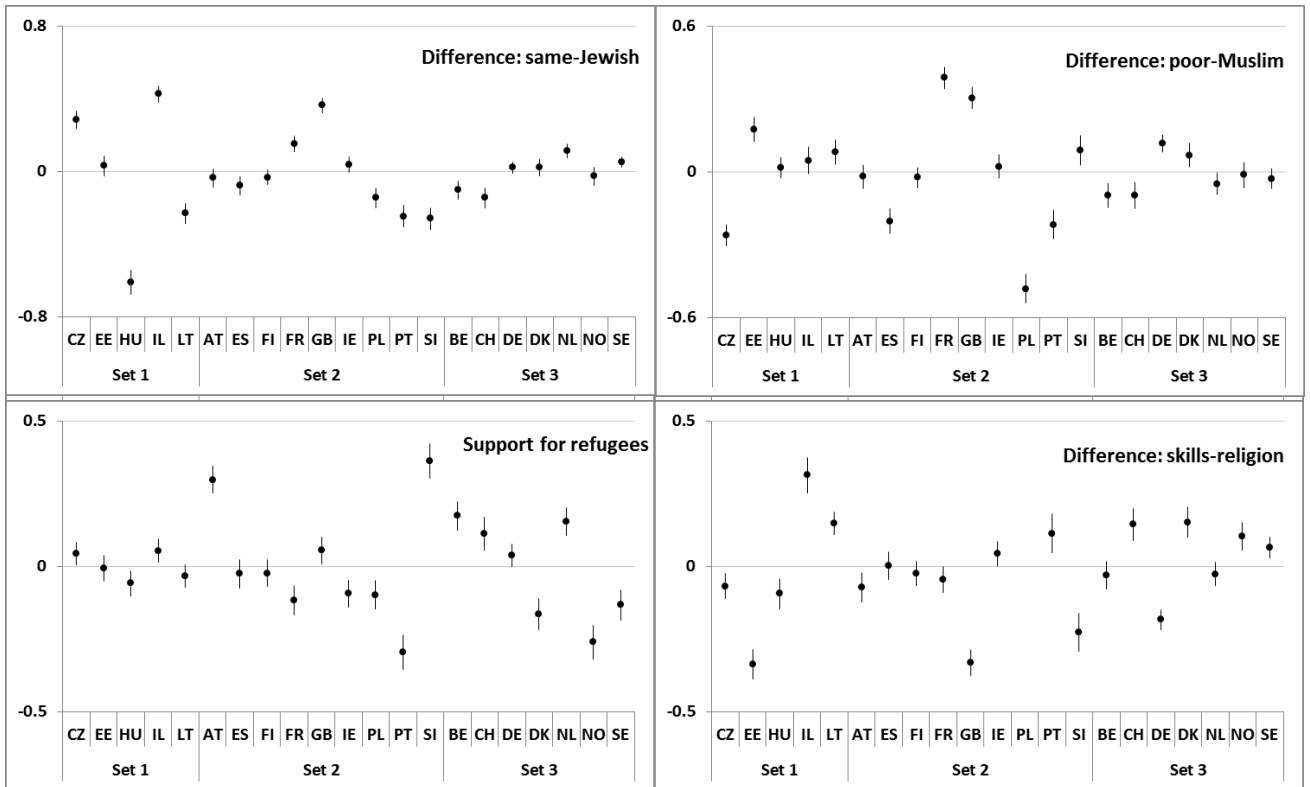 0.8
Difference: same-Jewish
0
-0.8
CZ EE HU IL LT AT ES FI FR GB IE PL PT SI BE CH DE DK NL NO SE
Set 1 Set 2 Set 3
0.6
Difference: poor-Muslim
0
-0.6
CZ EE HU IL LT AT ES FI FR GB IE PL PT SI BE CH DE DK NL NO SE
Set 1 Set 2 Set 3
0.5
Support for refugees
0
-0.5
CZ EE HU IL LT AT ES FI FR GB IE PL PT SI BE CH DE DK NL NO SE
Set 1 Set 2 Set 3
0.5
Difference: skills-religion
0
-0.5
CZ EE HU IL LT AT ES FI FR GB IE PL PT SI BE CH DE DK NL NO SE
Set 1 Set 2 Set 3